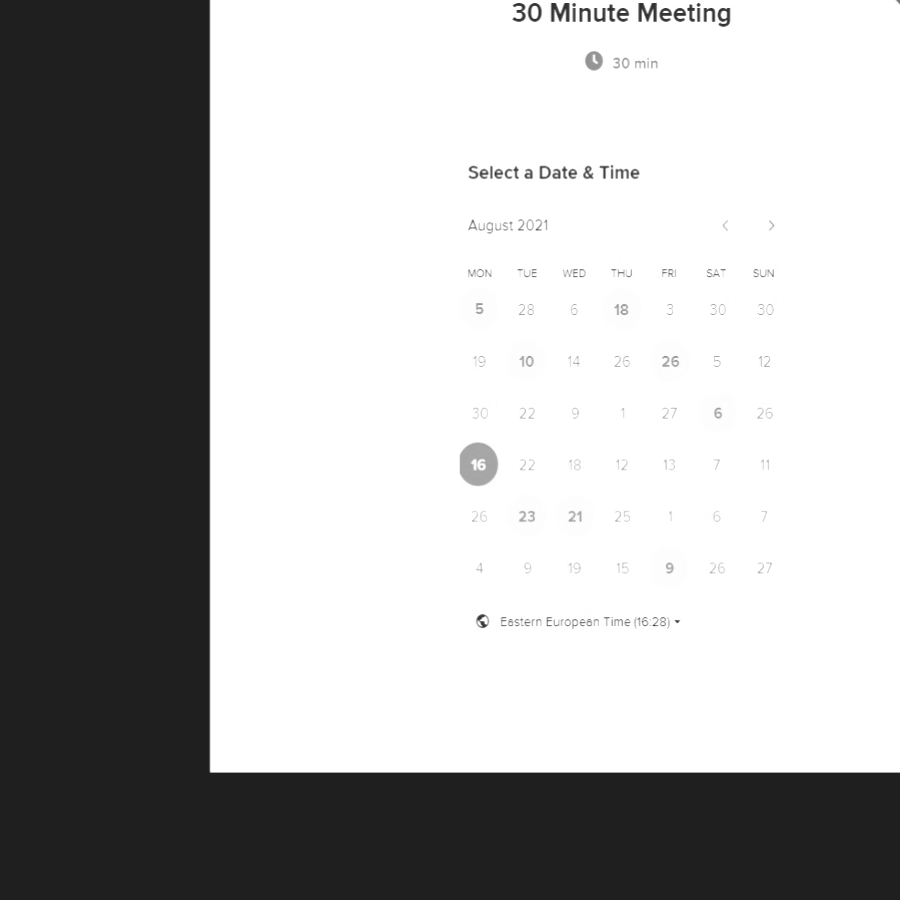 30 Minute Meeting
30 min
Select a Date & Time
August 2021
MON TUE WED THU FRI SAT SUN
5 28 6 18 3 30 30
19 10 14 26 26 5 12
30 22 9 1 27 6 26
16 22 18 12 13 7 11
26 23 21 25 1 6 7
4 9 19 15 9 26 27
Eastern European Time (16:28)